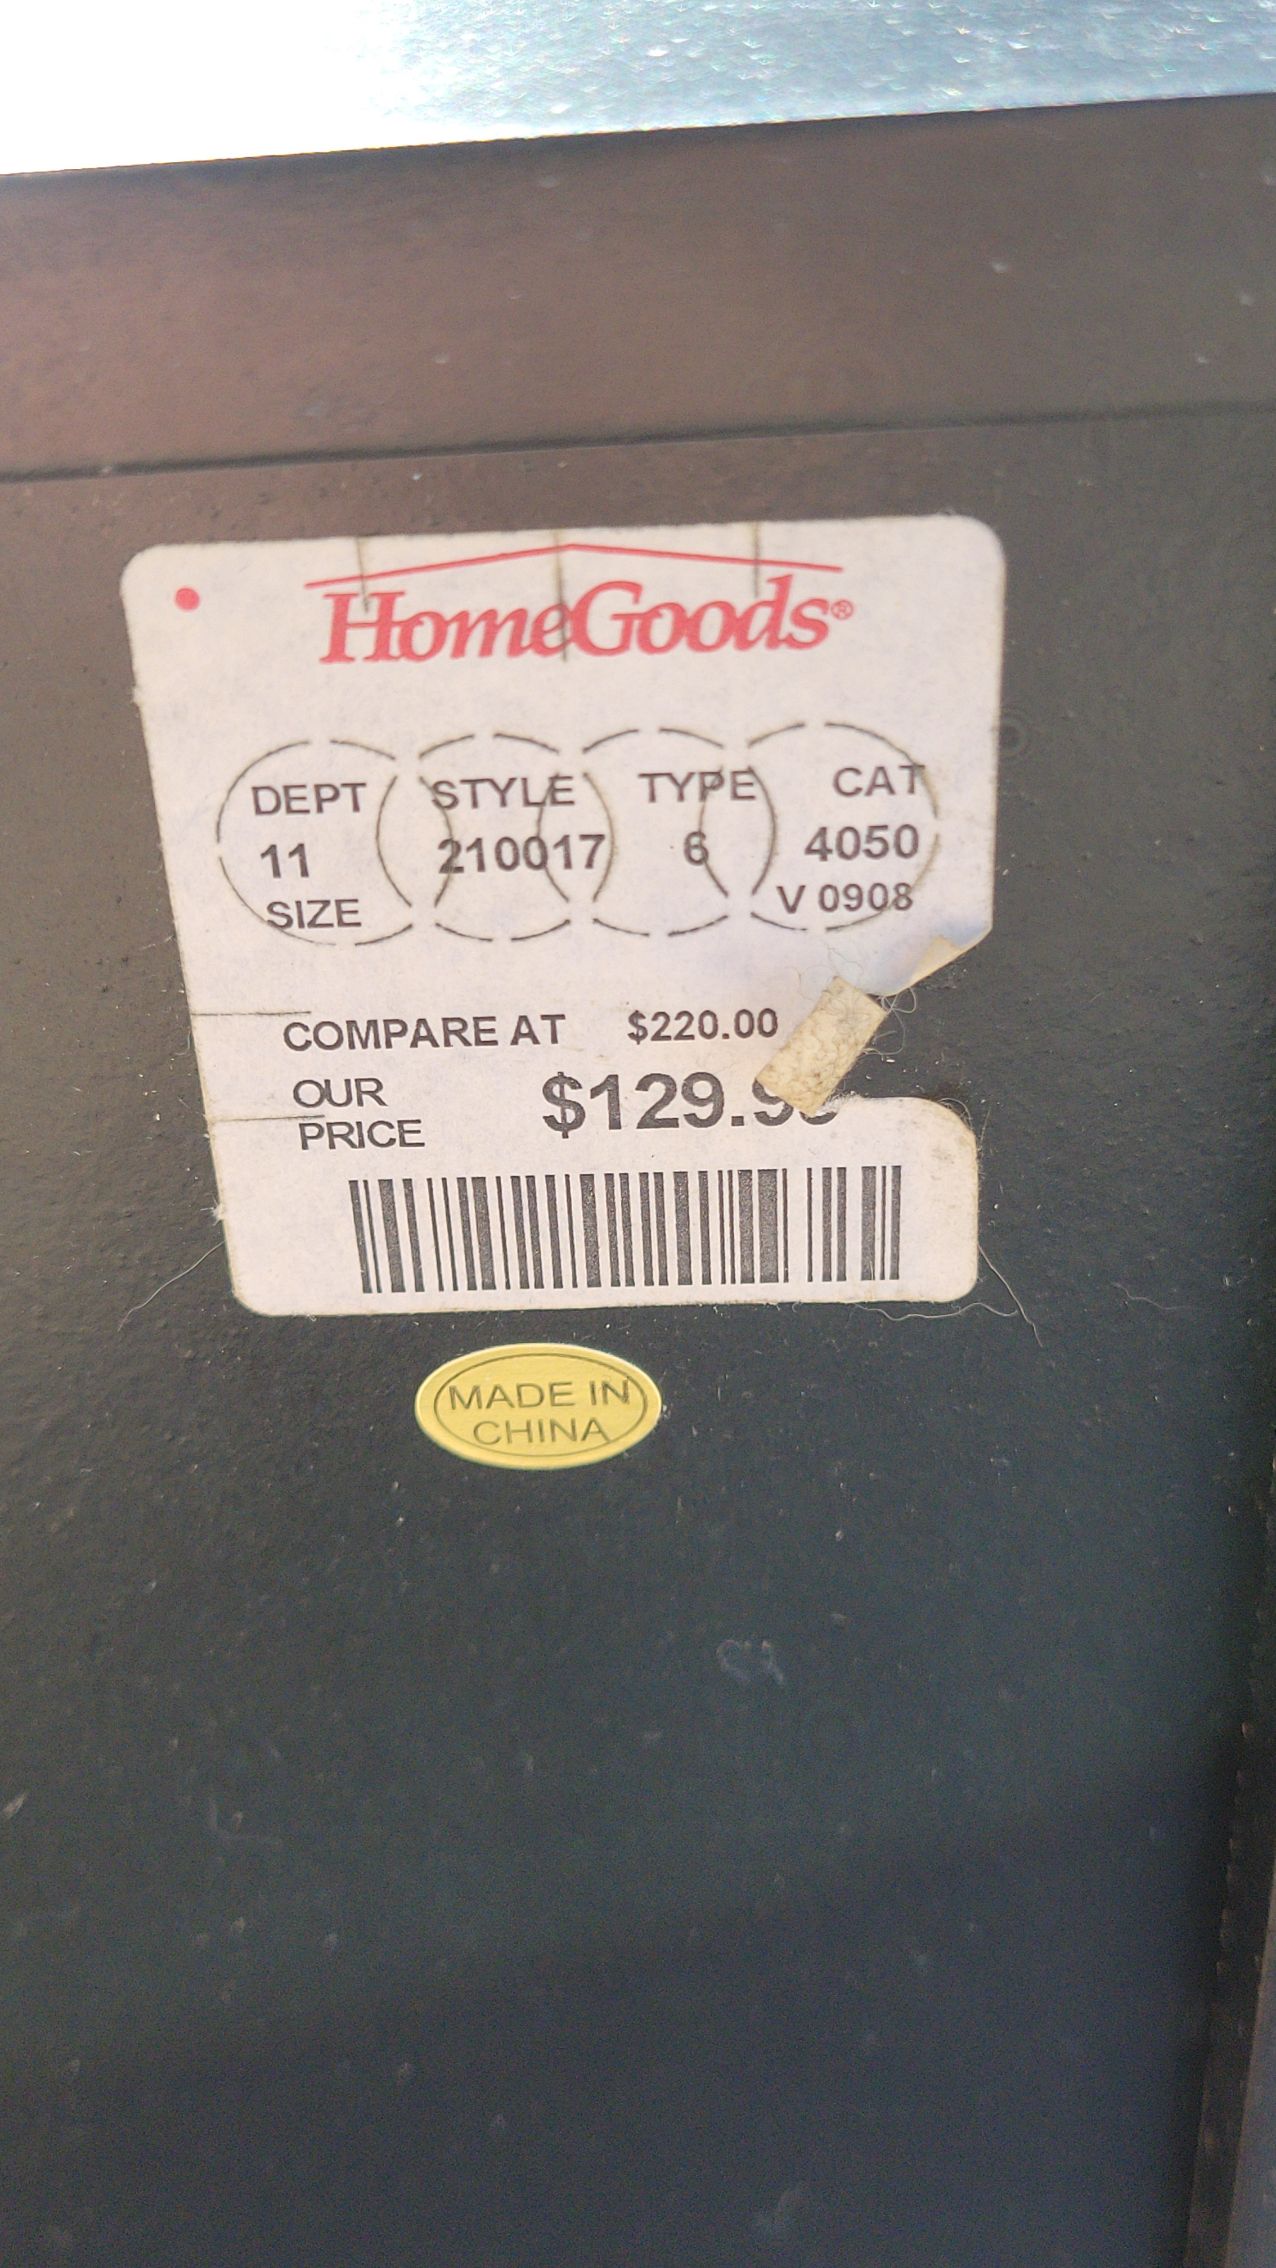 HomeGoods®
DEPT STYLE TYPE CAT
11 210017 6 4050
SIZE V 0908
COMPARE AT $220.00
OUR
PRICE
MADE IN
CHINA